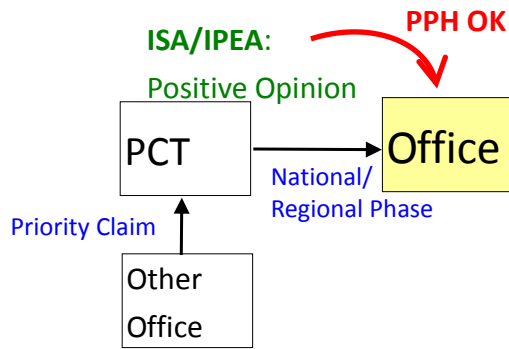 PPH OK
ISA/IPEA:
Positive Opinion
PCT
Office
National/
Regional Phase
Priority Claim
Other
Office